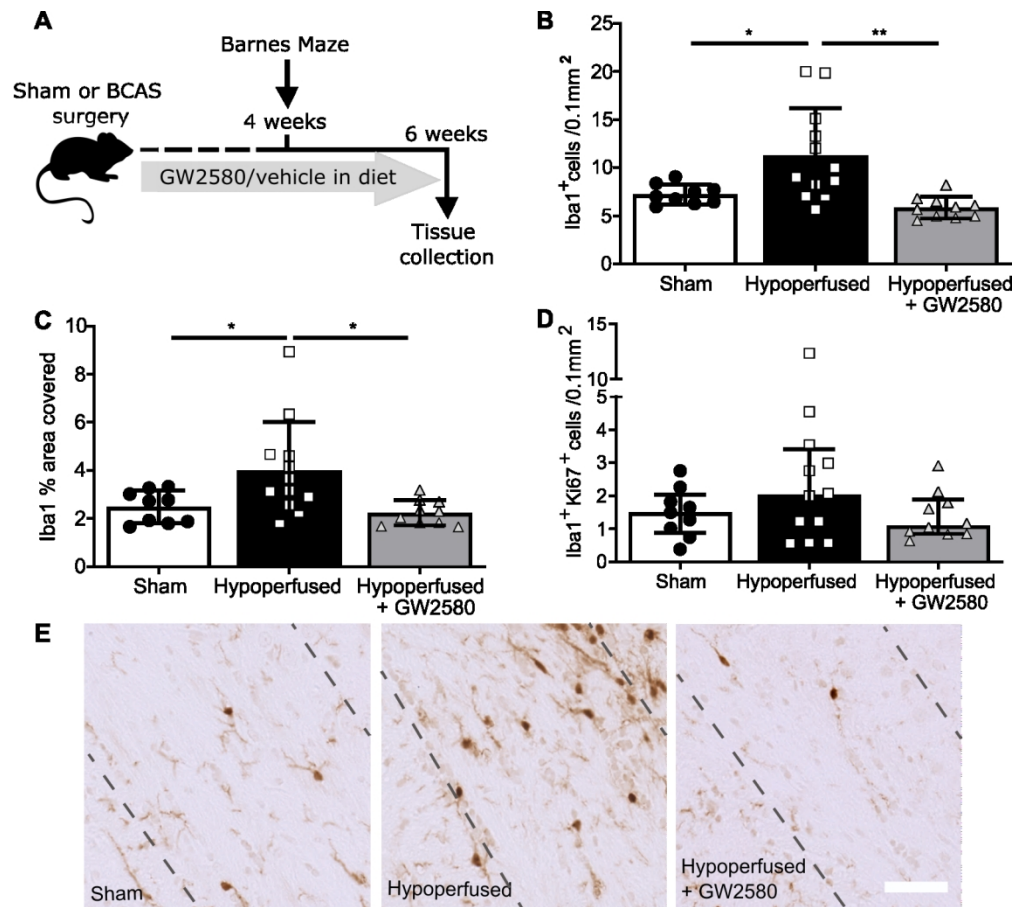 A
Barnes Maze
Sham or BCAS
surgery
4 weeks
6 weeks
GW2580/vehicle in diet
Tissue
collection
B
Iba1⁺cells /0.1mm²
25
20
15
10
5
0
*
**
Sham
Hypoperfused
Hypoperfused
+ GW2580
C
Iba1 % area covered
10
8
6
4
2
0
*
*
Sham
Hypoperfused
Hypoperfused
+ GW2580
D
Iba1⁺Ki67⁺cells /0.1mm²
15
10
5
4
3
2
1
0
Sham
Hypoperfused
Hypoperfused
+ GW2580
E
Sham
Hypoperfused
Hypoperfused
+ GW2580